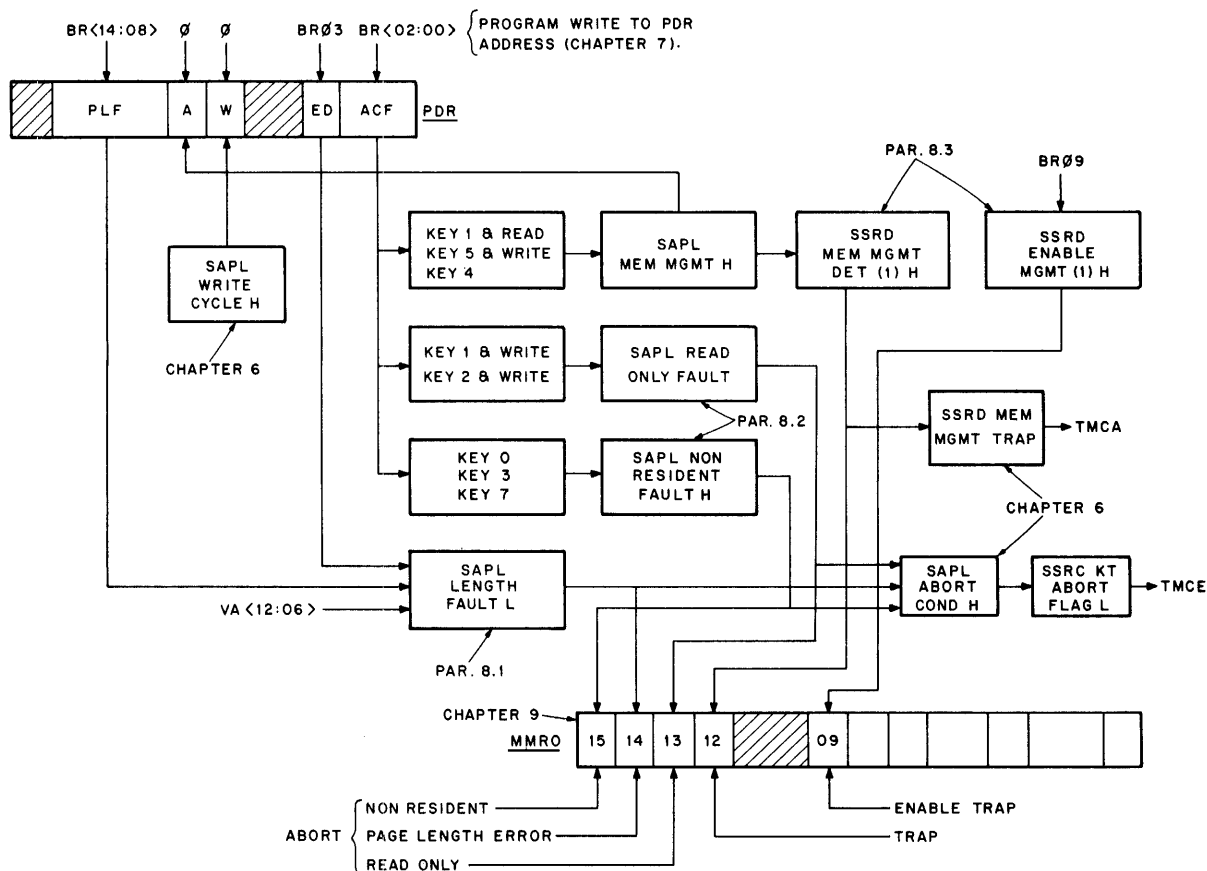 BR<14:08>
Ø
Ø
BRØ3
BR<02:00>
PROGRAM WRITE TO PDR
ADDRESS (CHAPTER 7).
PLF
A
W
ED
ACF
PDR
PAR. 8.3
BRØ9
SAPL
WRITE
CYCLE H
CHAPTER 6
KEY 1 & READ
KEY 5 & WRITE
KEY 4
SAPL
MEM MGMT H
SSRD
MEM MGMT
DET (1) H
SSRD
ENABLE
MGMT (1) H
KEY 1 & WRITE
KEY 2 & WRITE
SAPL READ
ONLY FAULT
PAR. 8.2
SSRD MEM
MGMT TRAP
TMCA
KEY 0
KEY 3
KEY 7
SAPL NON
RESIDENT
FAULT H
CHAPTER 6
SAPL
LENGTH
FAULT L
VA <12:06>
PAR. 8.1
SAPL
ABORT
COND H
SSRC KT
ABORT
FLAG L
TMCE
CHAPTER 9
MMRO
15
14
13
12
09
ABORT
NON RESIDENT
PAGE LENGTH ERROR
READ ONLY
ENABLE TRAP
TRAP